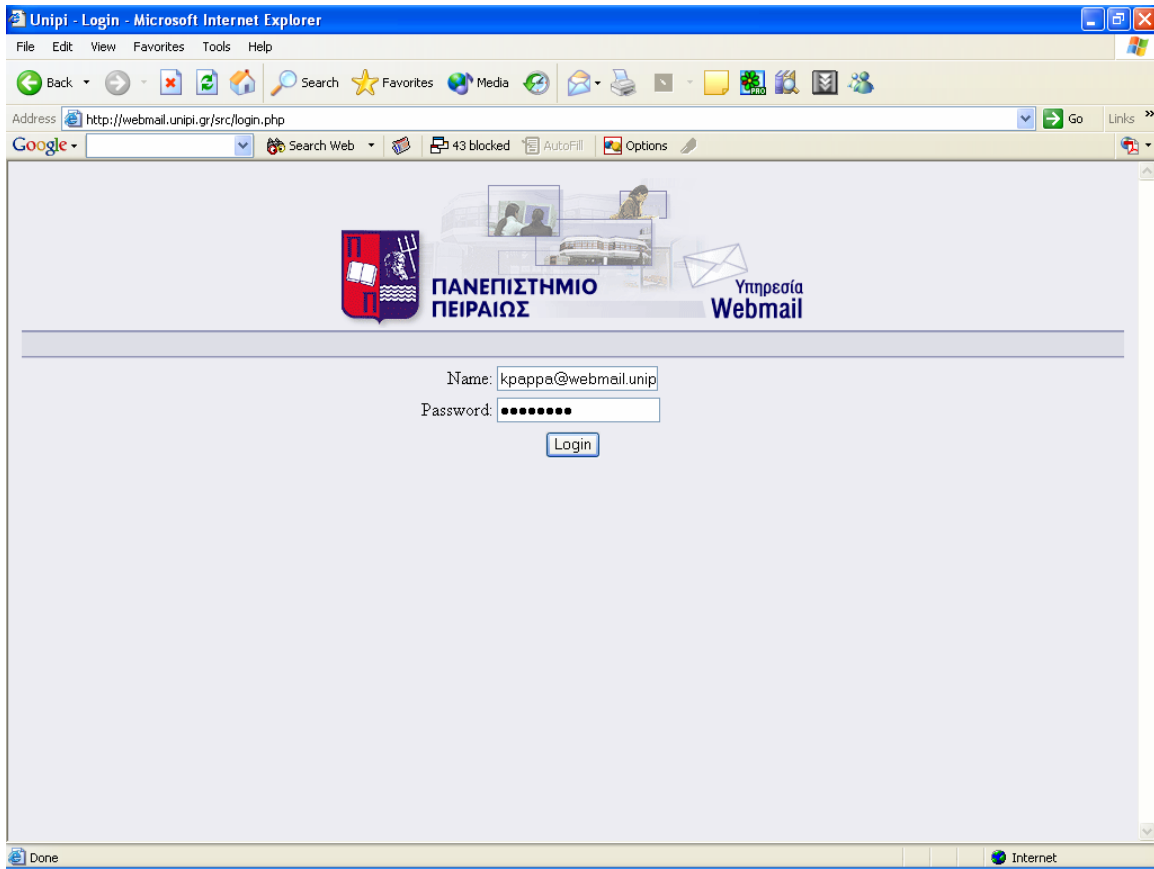 Unipi - Login - Microsoft Internet Explorer
File Edit View Favorites Tools Help
Back Search Favorites Media
Address http://webmail.unipi.gr/src/login.php Go Links »
Google Search Web 43 blocked AutoFill Options
ΠΑΝΕΠΙΣΤΗΜΙΟ
ΠΕΙΡΑΙΩΣ
Υπηρεσία
Webmail
Name: kpappa@webmail.unip
Password: ●●●●●●●●
Login
Done Internet